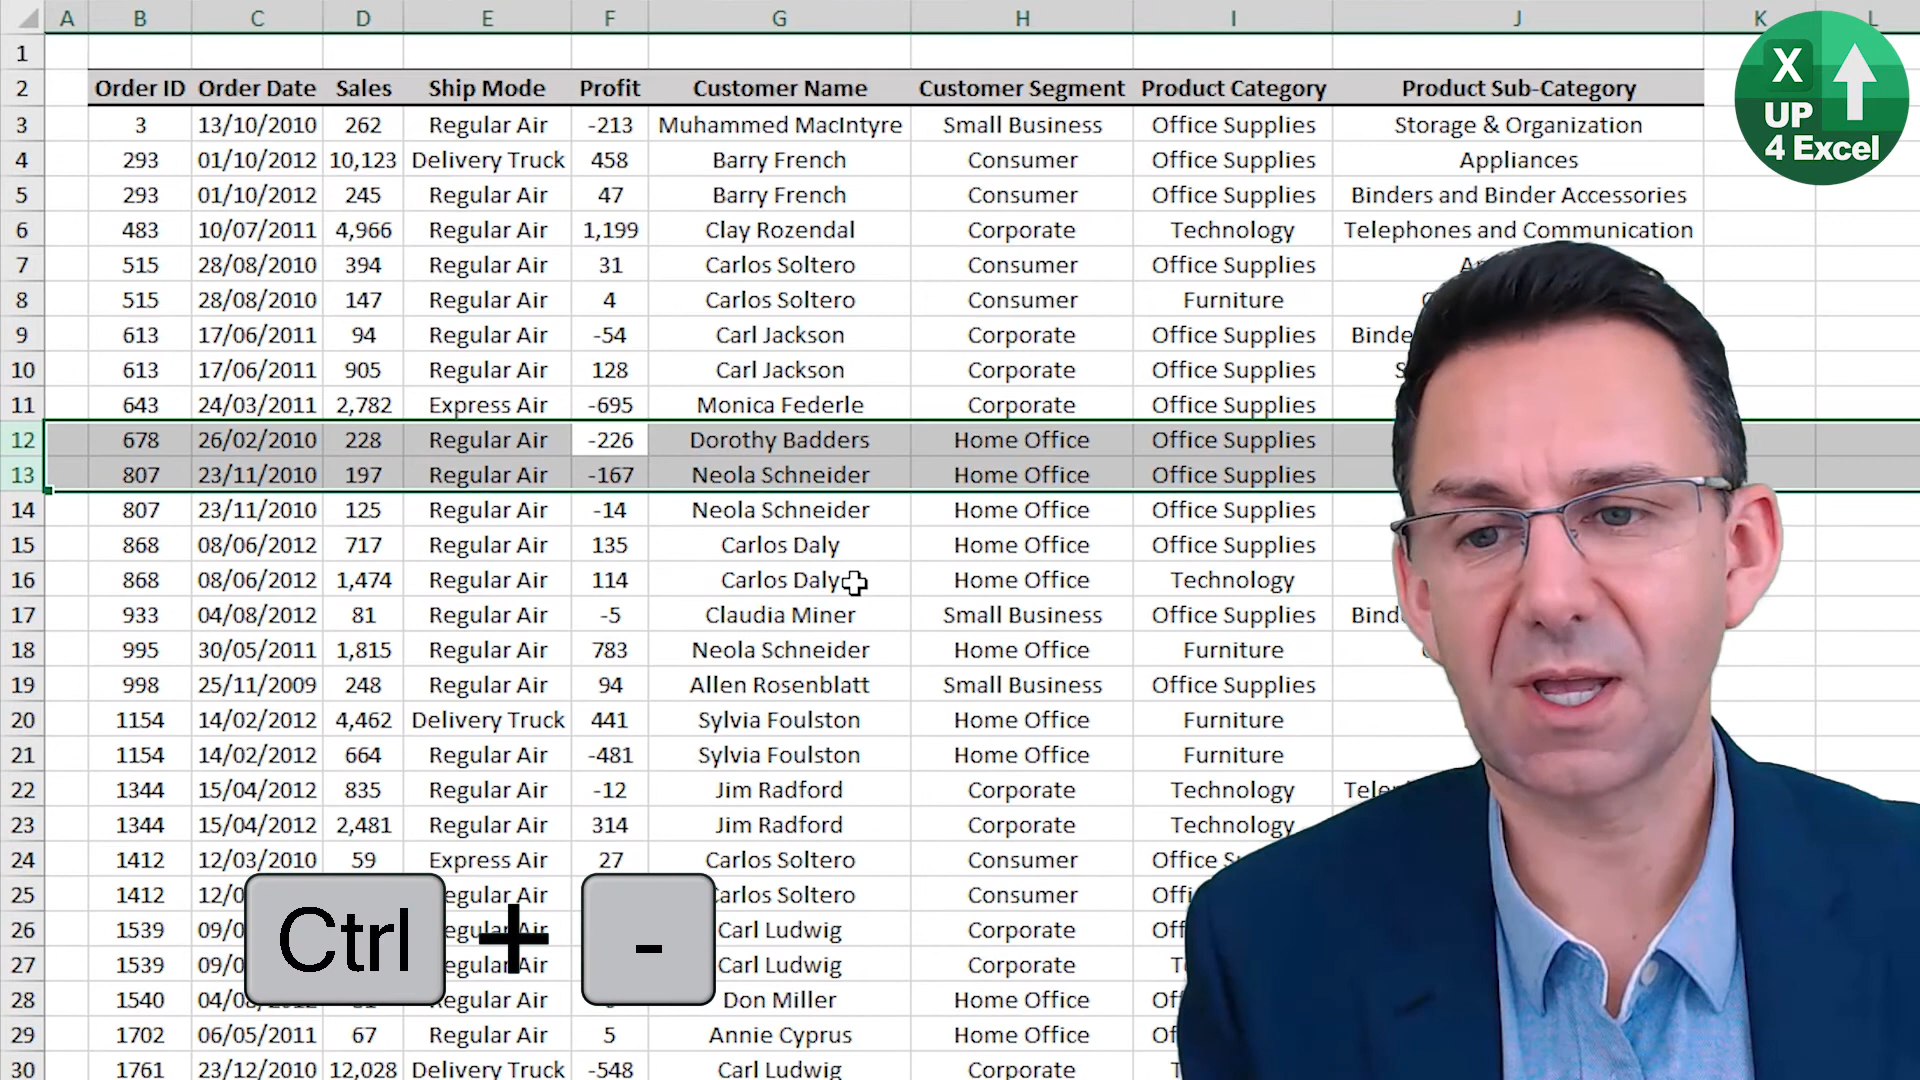 A B C D E F G H I J K L
1
2 Order ID Order Date Sales Ship Mode Profit Customer Name Customer Segment Product Category Product Sub-Category
3 3 13/10/2010 262 Regular Air -213 Muhammed MacIntyre Small Business Office Supplies Storage & Organization
4 293 01/10/2012 10,123 Delivery Truck 458 Barry French Consumer Office Supplies Appliances
5 293 01/10/2012 245 Regular Air 47 Barry French Consumer Office Supplies Binders and Binder Accessories
6 483 10/07/2011 4,966 Regular Air 1,199 Clay Rozendal Corporate Technology Telephones and Communication
7 515 28/08/2010 394 Regular Air 31 Carlos Soltero Consumer Office Supplies
8 515 28/08/2010 147 Regular Air 4 Carlos Soltero Consumer Furniture
9 613 17/06/2011 94 Regular Air -54 Carl Jackson Corporate Office Supplies
10 613 17/06/2011 905 Regular Air 128 Carl Jackson Corporate Office Supplies
11 643 24/03/2011 2,782 Express Air -695 Monica Federle Corporate Office Supplies
12 678 26/02/2010 228 Regular Air -226 Dorothy Badders Home Office Office Supplies
13 807 23/11/2010 197 Regular Air -167 Neola Schneider Home Office Office Supplies
14 807 23/11/2010 125 Regular Air -14 Neola Schneider Home Office Office Supplies
15 868 08/06/2012 717 Regular Air 135 Carlos Daly Home Office Office Supplies
16 868 08/06/2012 1,474 Regular Air 114 Carlos Daly Home Office Technology
17 933 04/08/2012 81 Regular Air -5 Claudia Miner Small Business Office Supplies
18 995 30/05/2011 1,815 Regular Air 783 Neola Schneider Home Office Furniture
19 998 25/11/2009 248 Regular Air 94 Allen Rosenblatt Small Business Office Supplies
20 1154 14/02/2012 4,462 Delivery Truck 441 Sylvia Foulston Home Office Furniture
21 1154 14/02/2012 664 Regular Air -481 Sylvia Foulston Home Office Furniture
22 1344 15/04/2012 835 Regular Air -12 Jim Radford Corporate Technology
23 1344 15/04/2012 2,481 Regular Air 314 Jim Radford Corporate Technology
24 1412 12/03/2010 59 Express Air 27 Carlos Soltero Consumer Office
25 1412 Air Carlos Soltero Consumer
26 1539 Carl Ludwig Home Office
27 1539 Air Carl Ludwig Corporate
28 1540 Regular Air Don Miller Home Office
29 1702 06/05/2011 67 Regular Air 5 Annie Cyprus Home Office
30 1761 23/12/2010 12,028 Delivery Truck -548 Carl Ludwig Corporate
X
UP
4 Excel
Ctrl + -